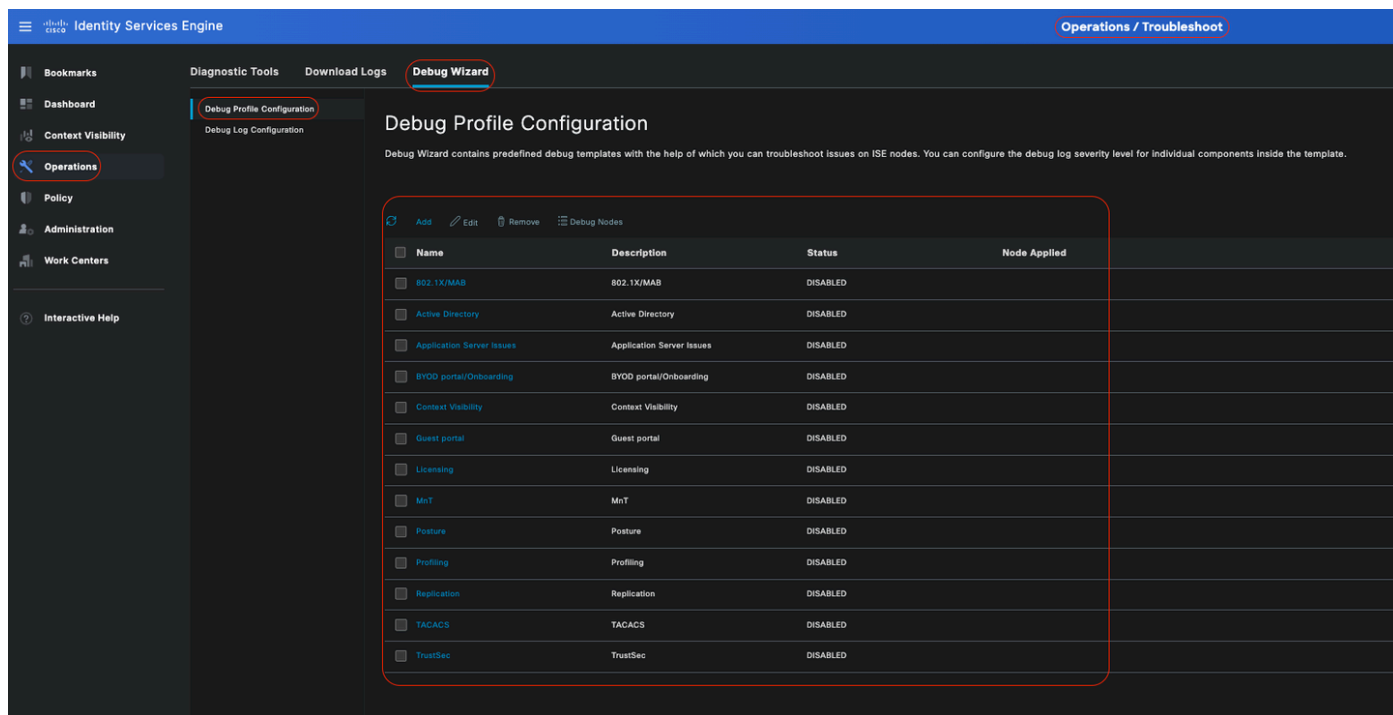 cisco Identity Services Engine
Operations / Troubleshoot
Bookmarks
Dashboard
Context Visibility
Operations
Policy
Administration
Work Centers
? Interactive Help
Diagnostic Tools Download Logs Debug Wizard
Debug Profile Configuration
Debug Log Configuration
Debug Profile Configuration
Debug Wizard contains predefined debug templates with the help of which you can troubleshoot issues on ISE nodes. You can configure the debug log severity level for individual components inside the template.
Add Edit Remove Debug Nodes
Name Description Status Node Applied
802.1X/MAB 802.1X/MAB DISABLED
Active Directory Active Directory DISABLED
Application Server Issues Application Server Issues DISABLED
BYOD portal/Onboarding BYOD portal/Onboarding DISABLED
Context Visibility Context Visibility DISABLED
Guest portal Guest portal DISABLED
Licensing Licensing DISABLED
MnT MnT DISABLED
Posture Posture DISABLED
Profiling Profiling DISABLED
Replication Replication DISABLED
TACACS TACACS DISABLED
TrustSec TrustSec DISABLED